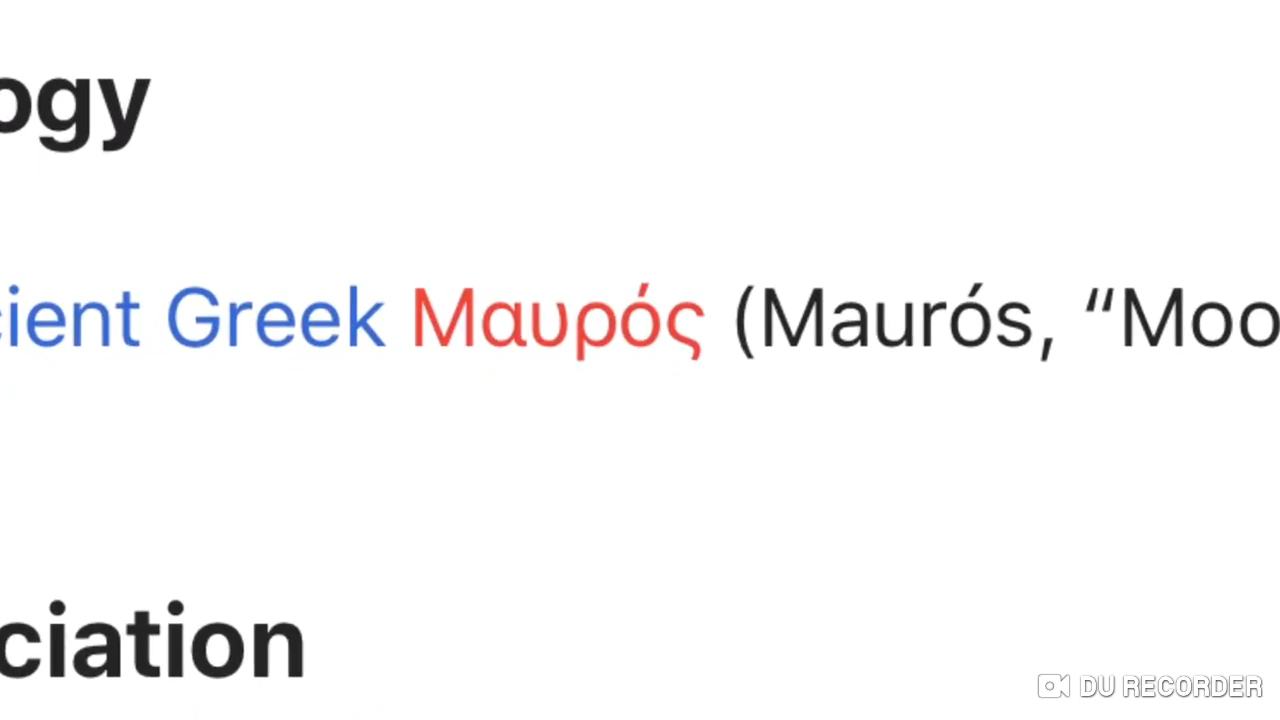 ogy
cient Greek Μαυρός (Maurós, “Moo
ciation
DU RECORDER